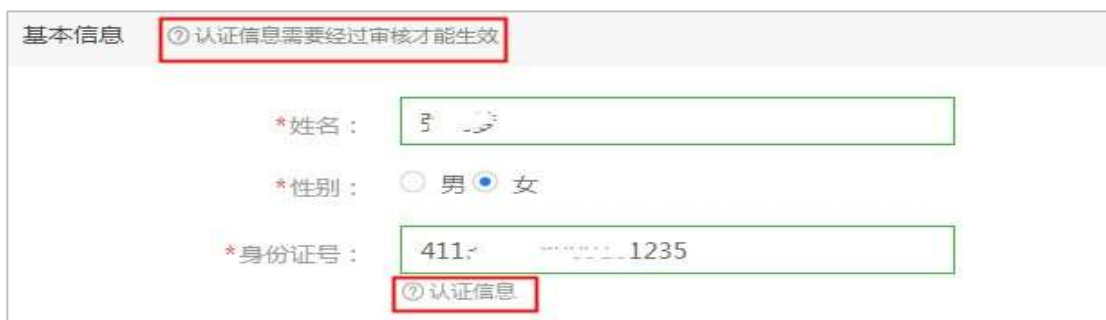 基本信息 ?认证信息需要经过审核才能生效
*姓名：
*性别： 男 女
*身份证号： 411 1235
?认证信息